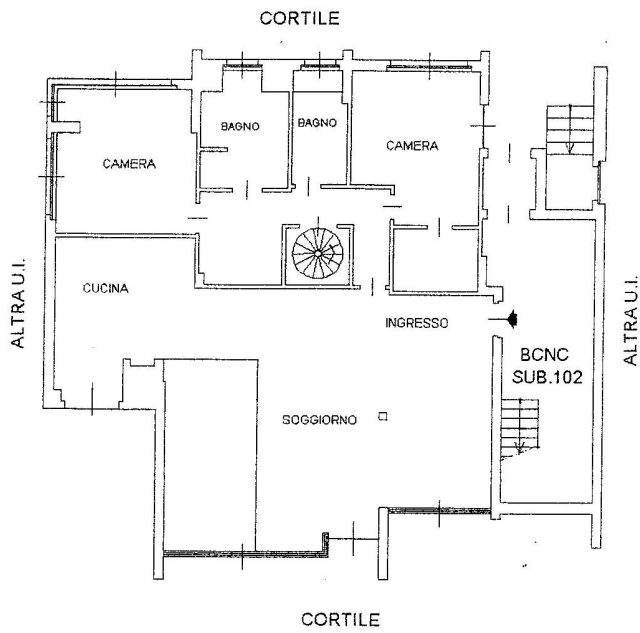 CORTILE
BAGNO
BAGNO
CAMERA
CAMERA
CUCINA
ALTRA U.I.
ALTRA U.I.
INGRESSO
BCNC
SUB.102
SOGGIORNO
CORTILE